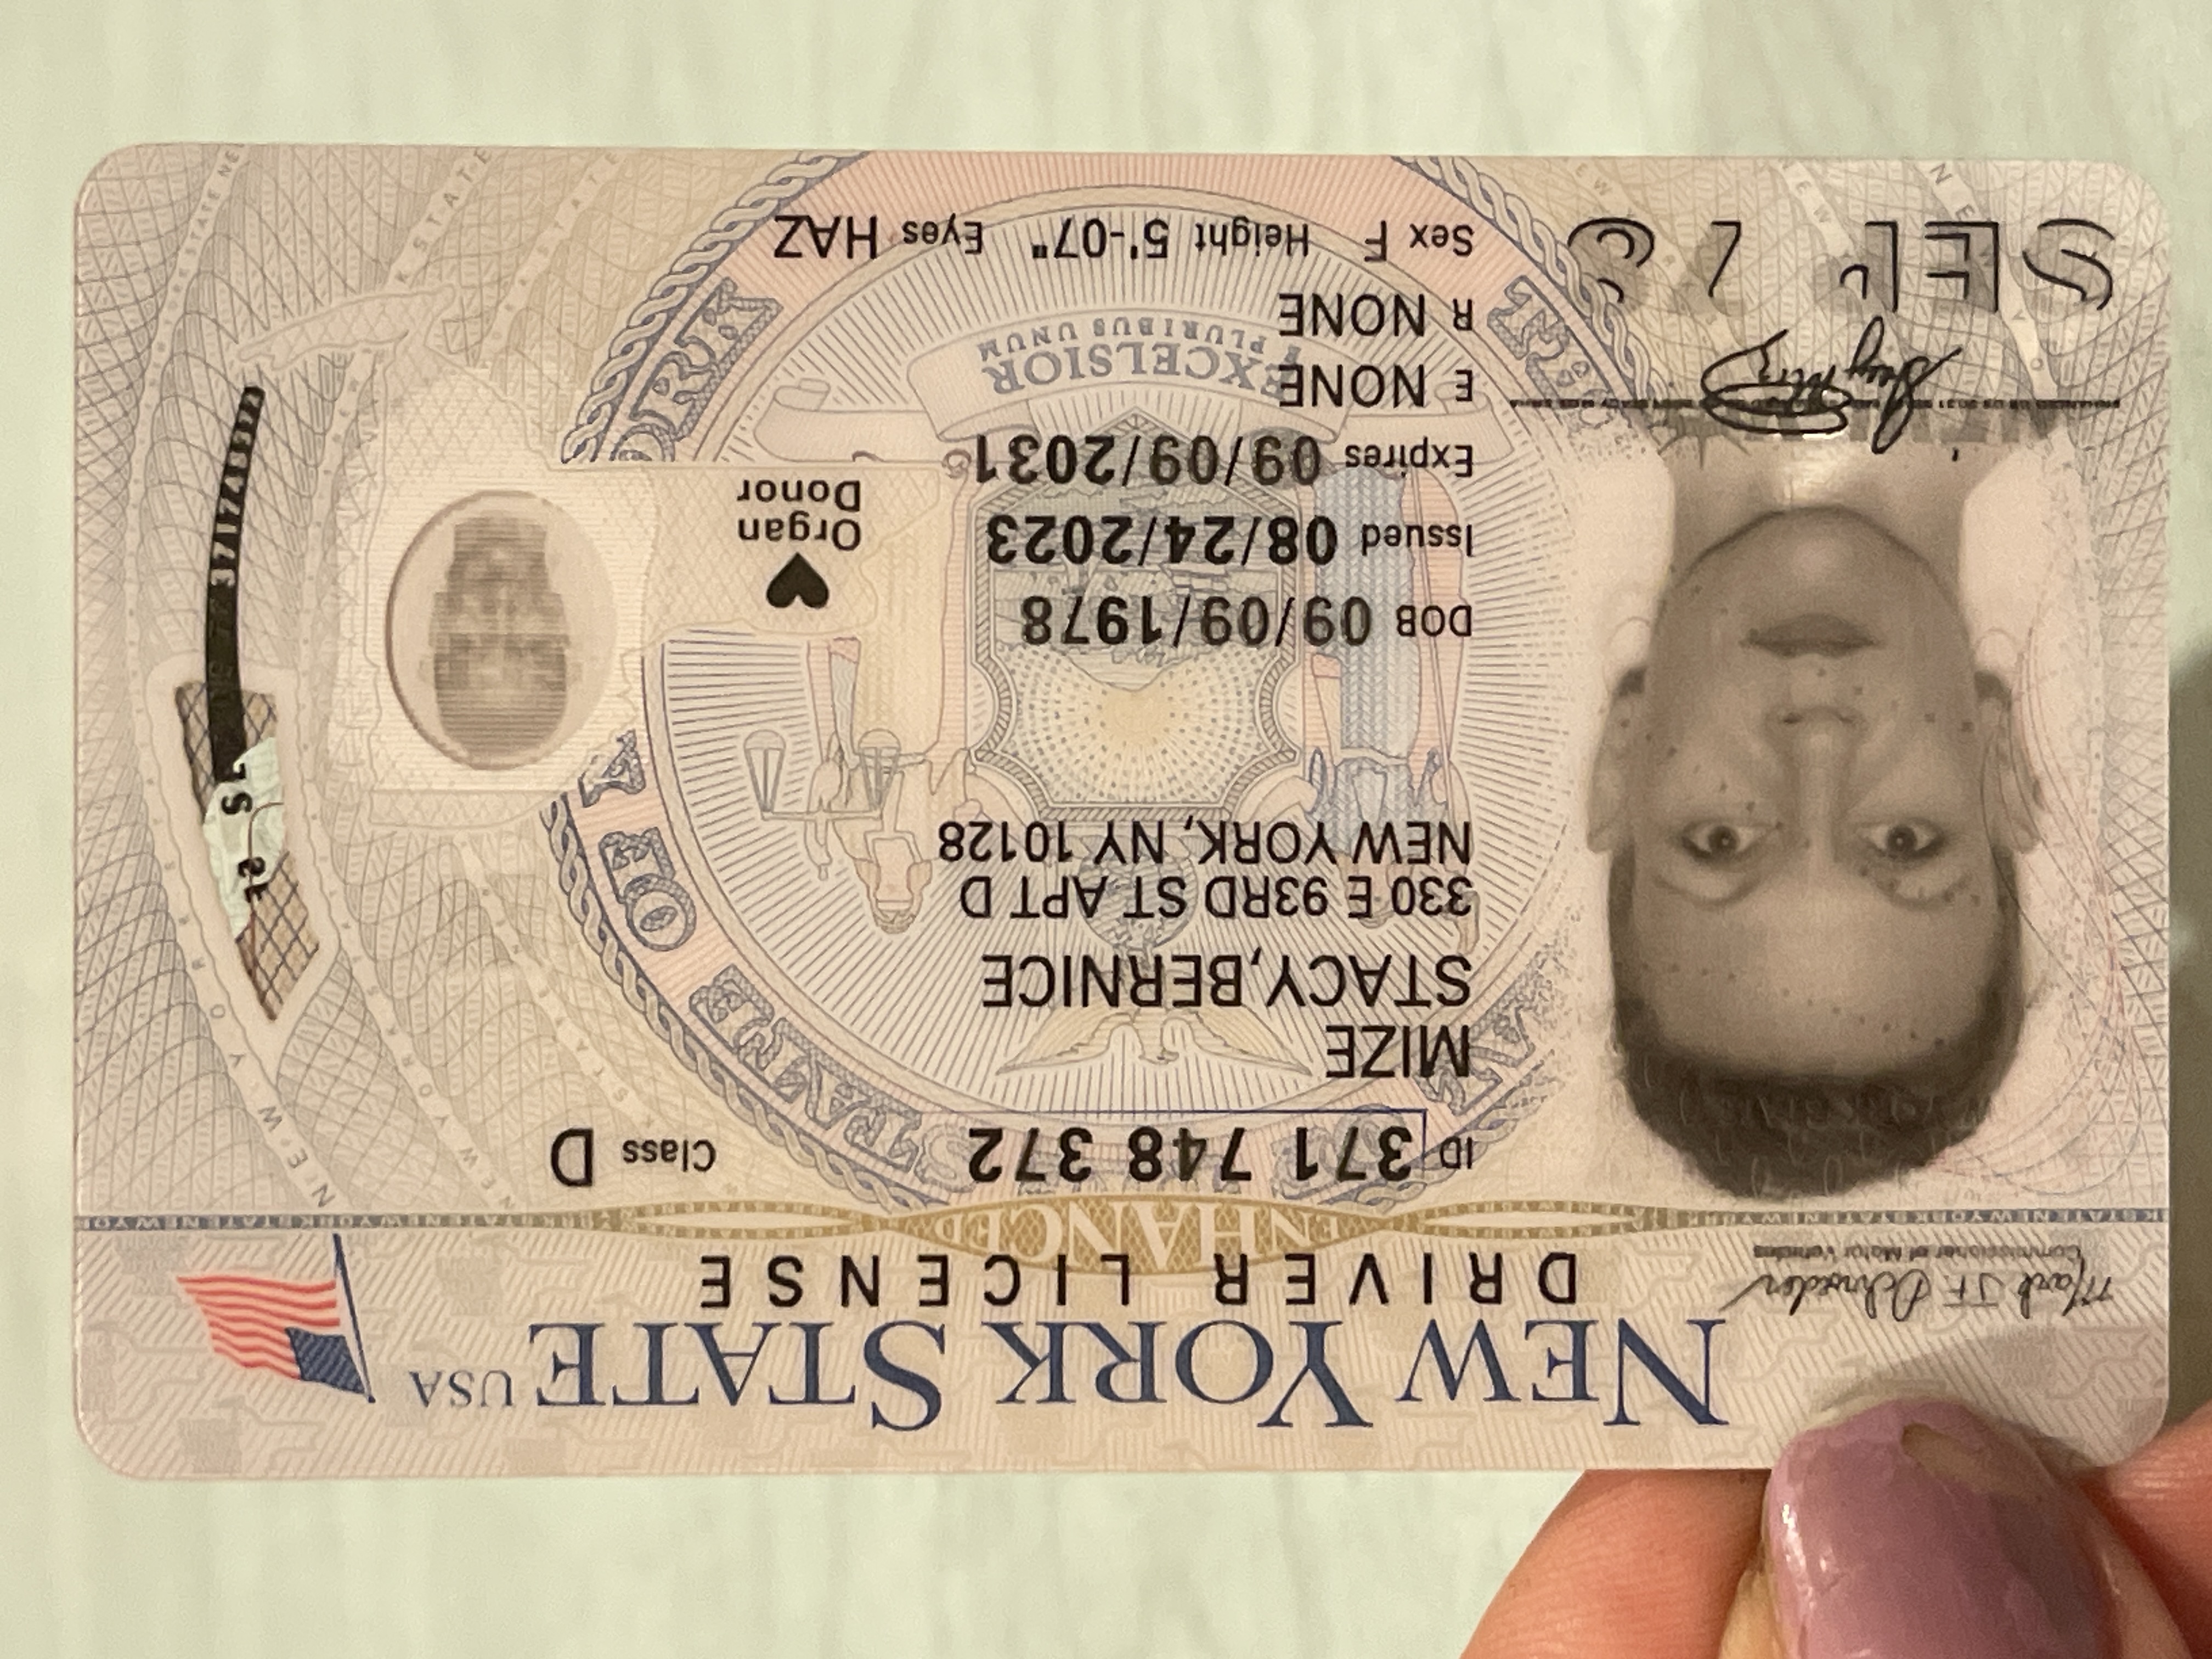 NEW YORK STATE USA
DRIVER LICENSE
ENHANCED
Mark J.F. Schroeder
Commissioner of Motor Vehicles
ID 371 748 372 Class D
MIZE
STACY,BERNICE
330 E 93RD ST APT D
NEW YORK, NY 10128
DOB 09/09/1978
Issued 08/24/2023
Expires 09/09/2031
E NONE
R NONE
Sex F Height 5'-07" Eyes HAZ
Organ
Donor
EXCELSIOR
E PLURIBUS UNUM
SEP 78